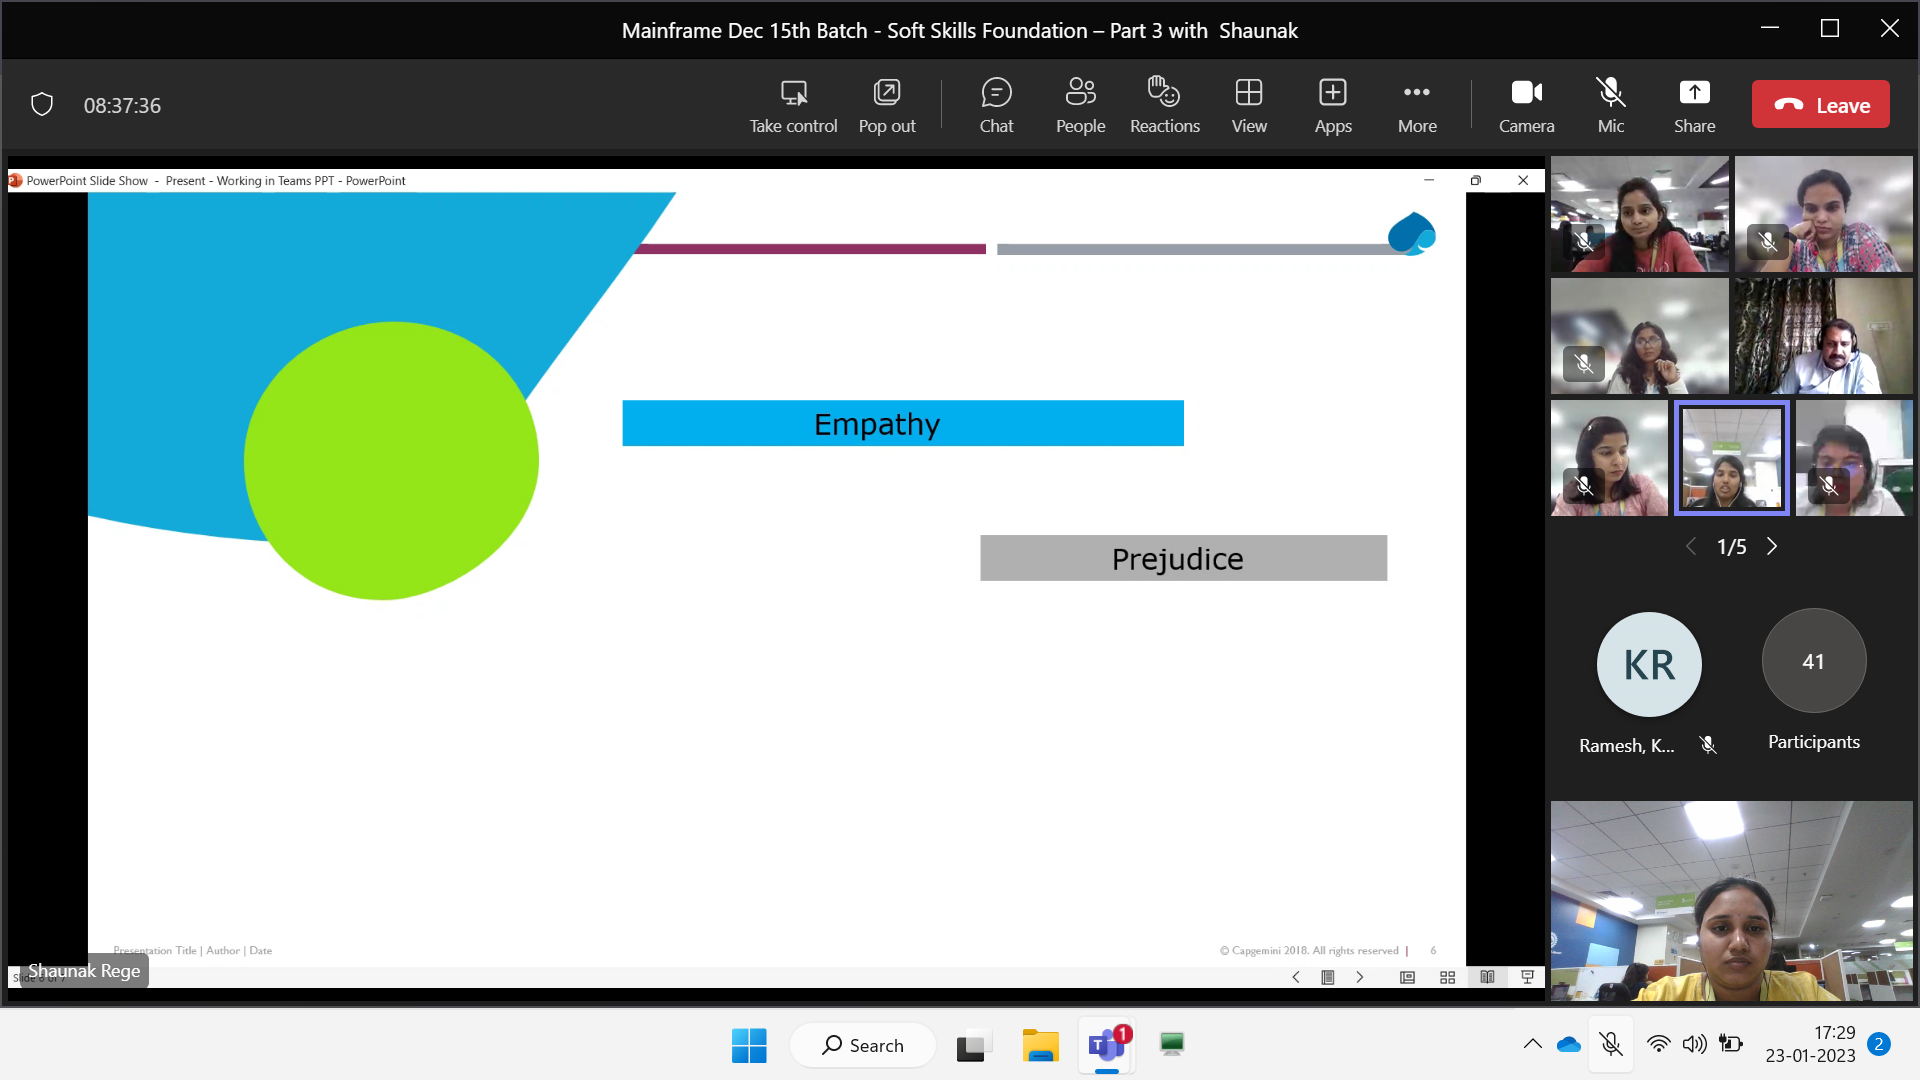 Mainframe Dec 15th Batch - Soft Skills Foundation – Part 3 with Shaunak
08:37:36
Take control
Pop out
Chat
People
Reactions
View
Apps
More
Camera
Mic
Share
Leave
PowerPoint Slide Show - Present - Working in Teams PPT - PowerPoint
Empathy
Prejudice
Presentation Title | Author | Date
© Capgemini 2018. All rights reserved | 6
Shaunak Rege
1/5
KR
41
Ramesh, K...
Participants
Search
1
17:29
23-01-2023
2